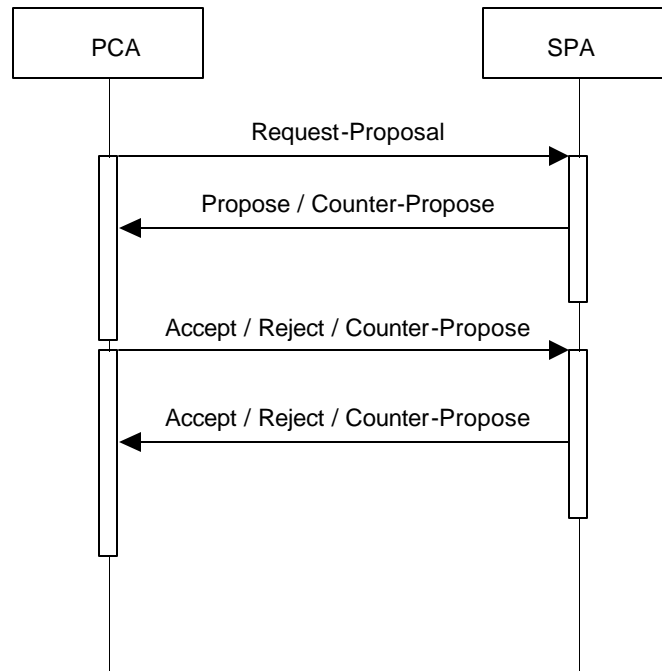 PCA
SPA
Request-Proposal
Propose / Counter-Propose
Accept / Reject / Counter-Propose
Accept / Reject / Counter-Propose